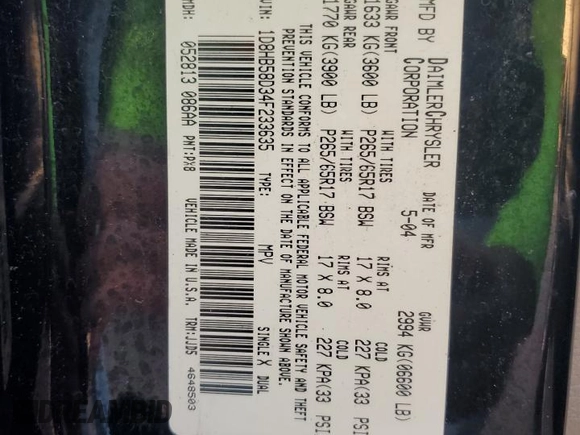 MFD BY DAIMLERCHRYSLER CORPORATION
DATE OF MFR 5-04
GVWR 2994 KG(06600 LB)
GAWR FRONT WITH TIRES RIMS AT COLD
1633 KG(3600 LB) P265/65R17 BSW 17 X 8.0 227 KPA(33 PSI
GAWR REAR WITH TIRES RIMS AT COLD
1770 KG(3900 LB) P265/65R17 BSW 17 X 8.0 227 KPA(33 PSI
THIS VEHICLE CONFORMS TO ALL APPLICABLE FEDERAL MOTOR VEHICLE SAFETY AND THEFT
PREVENTION STANDARDS IN EFFECT ON THE DATE OF MANUFACTURE SHOWN ABOVE.
1D8HB58D34F233635 TYPE: MPV SINGLE X DUAL
MDH: 052813 086AA PNT:PX8 VEHICLE MADE IN U.S.A. TRM:JJD5 4648503